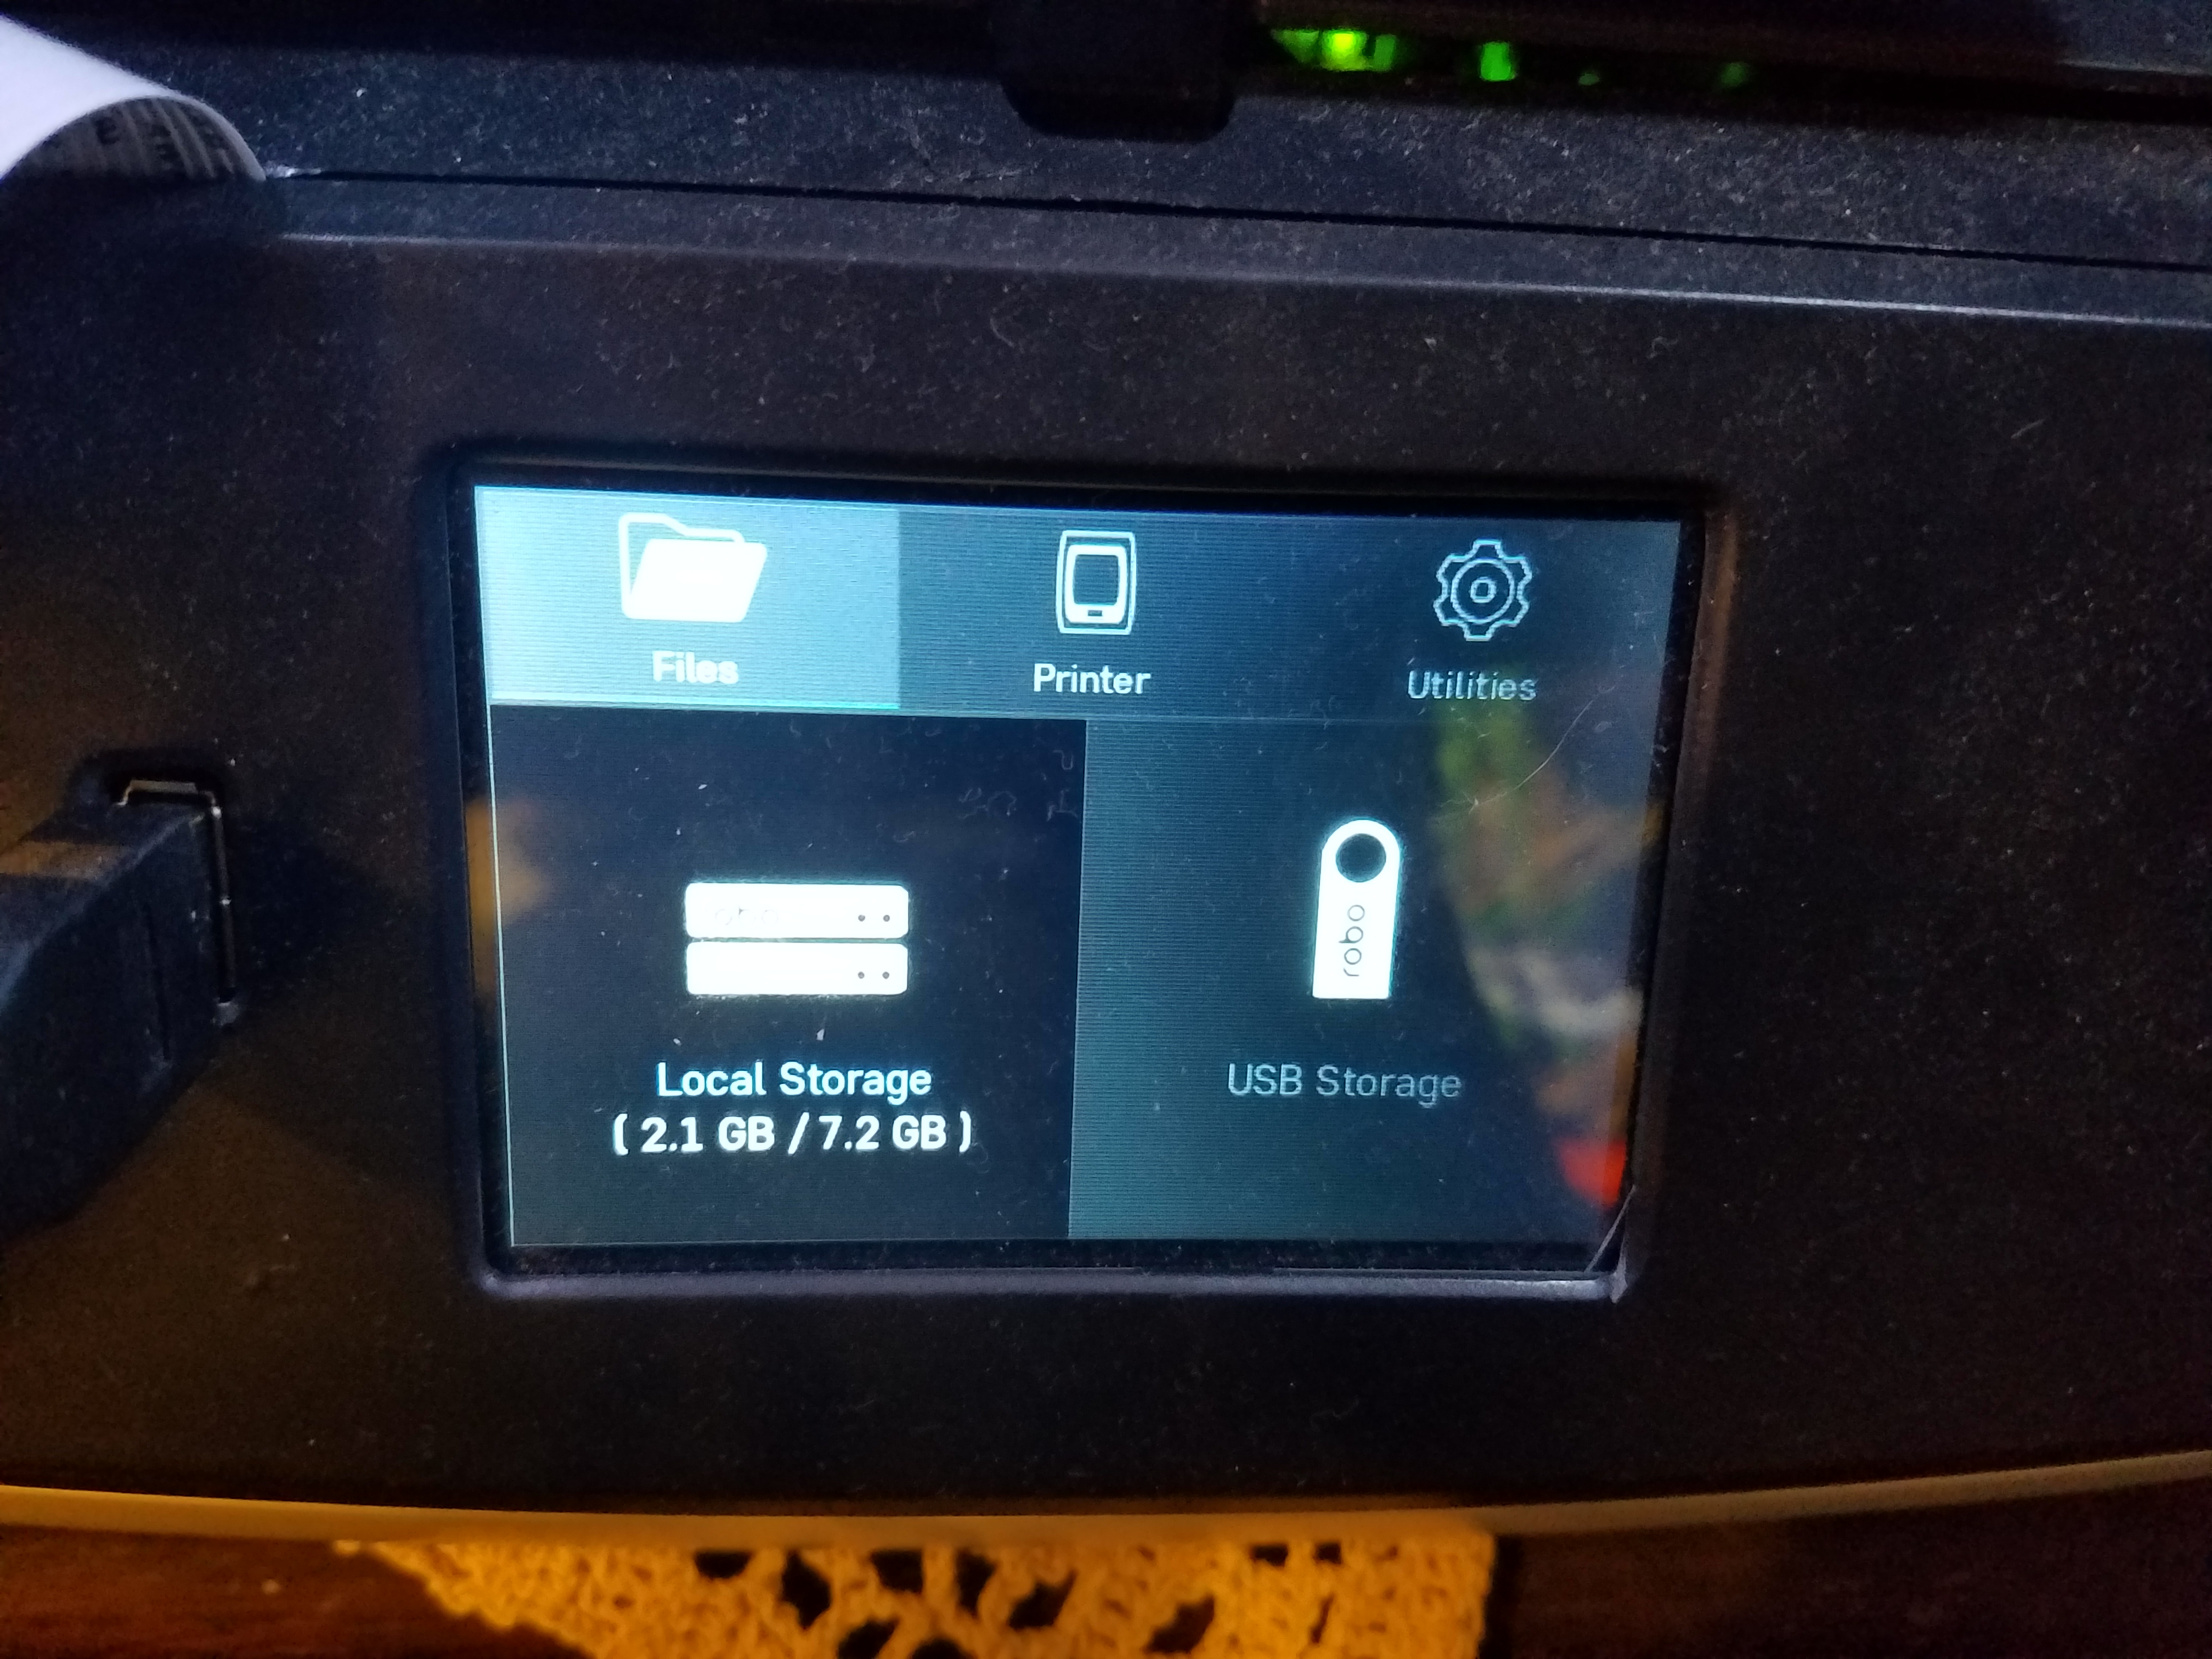 Files
Printer
Utilities
robo
Local Storage
( 2.1 GB / 7.2 GB )
USB Storage